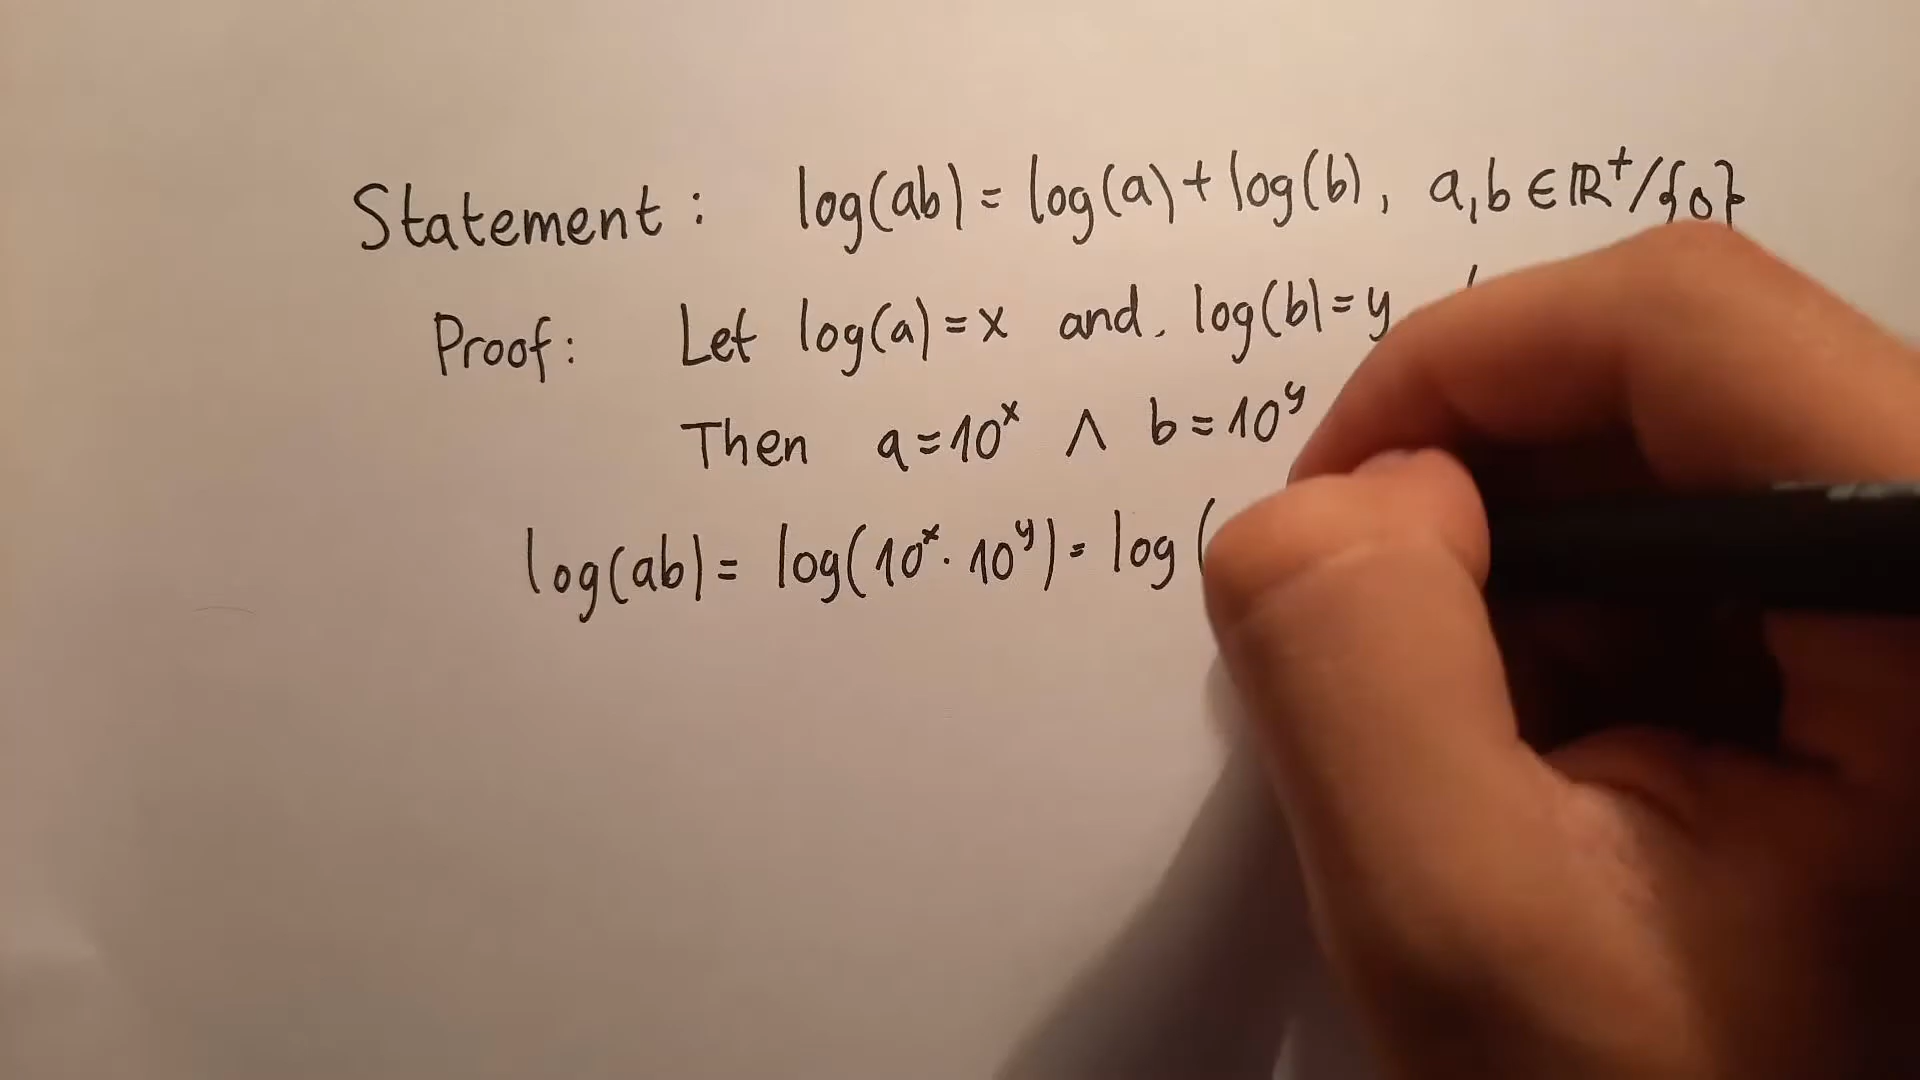 Statement: log(ab) = log(a) + log(b), a,b ∈ ℝ⁺/{0}
Proof: Let log(a) = x and log(b) = y
Then a = 10ˣ ∧ b = 10ʸ
log(ab) = log(10ˣ · 10ʸ) = log (